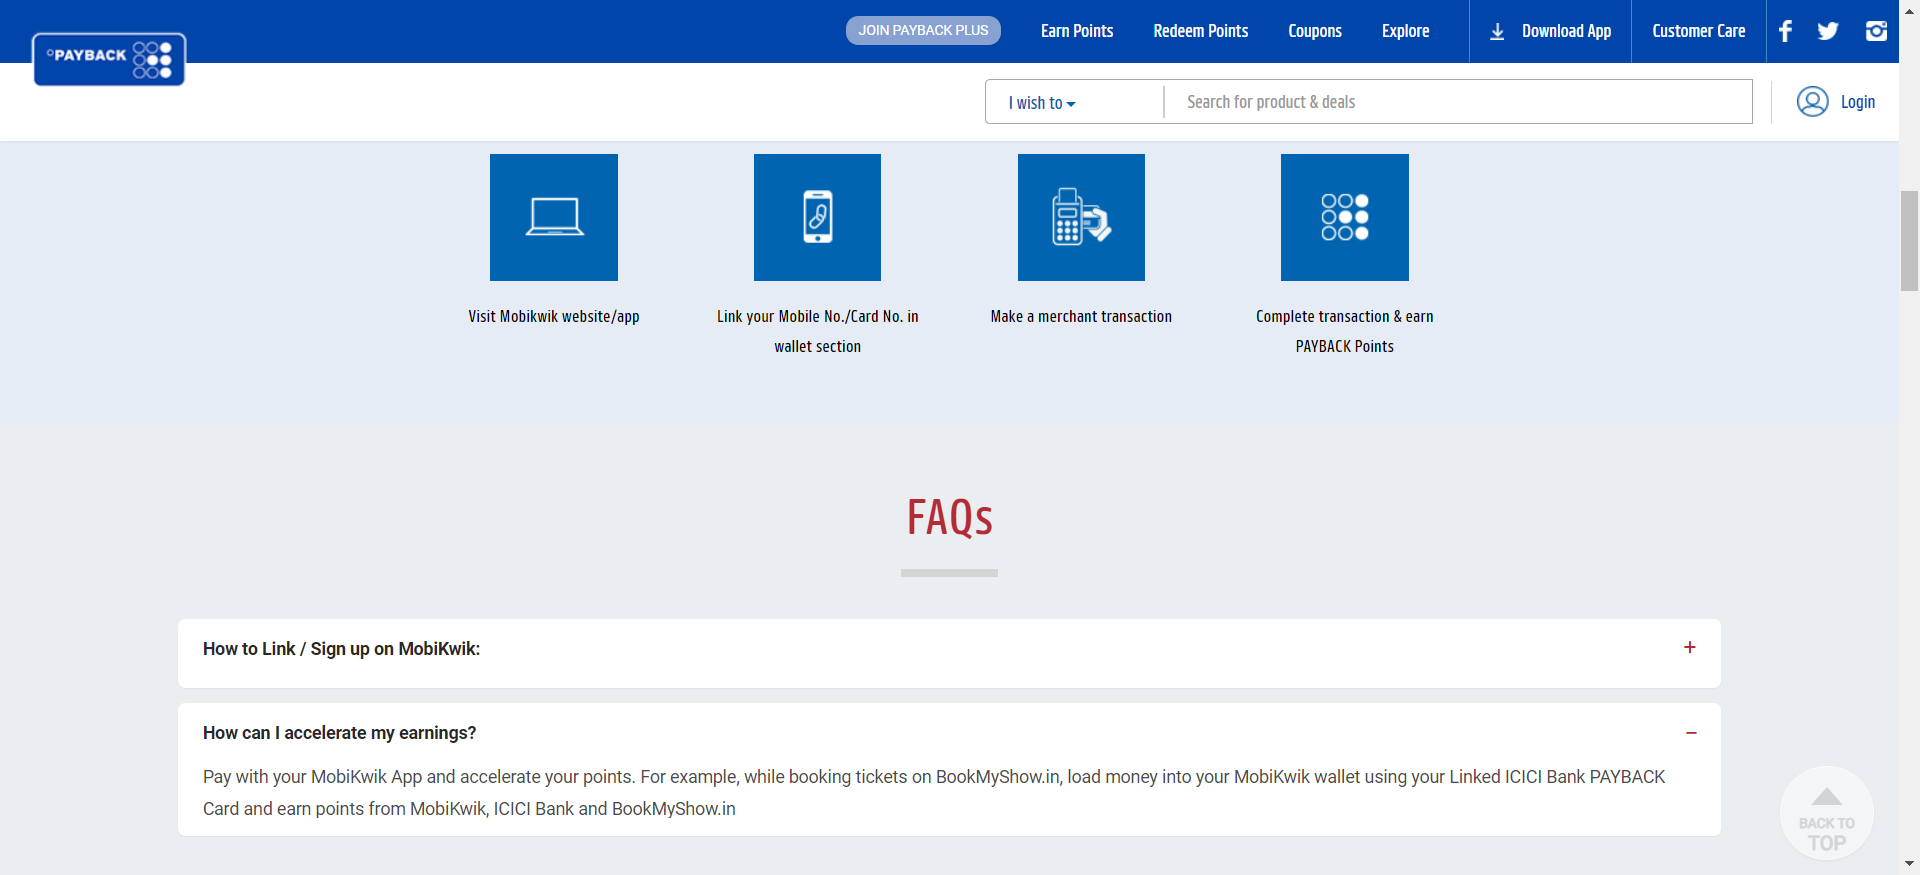 JOIN PAYBACK PLUS
Earn Points
Redeem Points
Coupons
Explore
Download App
Customer Care
PAYBACK
I wish to
Search for product & deals
Login
Visit Mobikwik website/app
Link your Mobile No./Card No. in
wallet section
Make a merchant transaction
Complete transaction & earn
PAYBACK Points
FAQs
How to Link / Sign up on MobiKwik:
+
How can I accelerate my earnings?
−
Pay with your MobiKwik App and accelerate your points. For example, while booking tickets on BookMyShow.in, load money into your MobiKwik wallet using your Linked ICICI Bank PAYBACK
Card and earn points from MobiKwik, ICICI Bank and BookMyShow.in
BACK TO
TOP